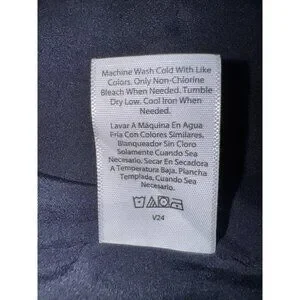 Machine Wash Cold With Like
Colors. Only Non-Chlorine
Bleach When Needed. Tumble
Dry Low. Cool Iron When
Needed.
Lavar A Máquina En Agua
Fria Con Colores Similares,
Blanqueador Sin Cloro
Solamente Cuando Sea
Necesario. Secar En Secadora
A Temperatura Baja. Plancha
Templada, Cuando Sea
Necesario.
V24